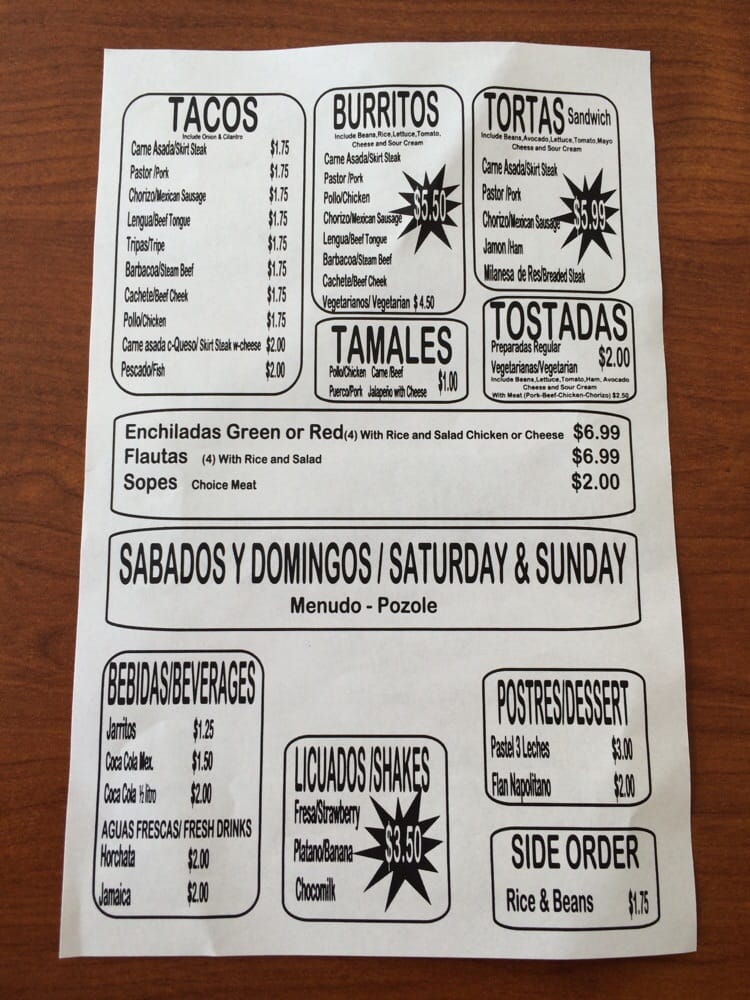 TACOS
Include Onion & Cilantro
Carne Asada/Skirt Steak $1.75
Pastor /Pork $1.75
Chorizo/Mexican Sausage $1.75
Lengua/Beef Tongue $1.75
Tripas/Tripe $1.75
Barbacoa/Steam Beef $1.75
Cachete/Beef Cheek $1.75
Pollo/Chicken $1.75
Carne asada c-Queso/ Skirt Steak w-cheese $2.00
Pescado/Fish $2.00
BURRITOS
Include Beans,Rice,Lettuce,Tomato,
Cheese and Sour Cream
Carne Asada/Skirt Steak
Pastor /Pork
Pollo/Chicken
Chorizo/Mexican Sausage
Lengua/Beef Tongue
Barbacoa/Steam Beef
Cachete/Beef Cheek
Vegetarianos/ Vegetarian $ 4.50
$5.50
TORTAS Sandwich
Include Beans,Avocado,Lettuce,Tomato,Mayo
Cheese and Sour Cream
Carne Asada/Skirt Steak
Pastor /Pork
Chorizo/Mexican Sausage
Jamon /Ham
Milanesa de Res/Breaded Steak
$5.99
TAMALES
Pollo/Chicken Carne /Beef
Puerco/Pork Jalapeño with Cheese
$1.00
TOSTADAS
Preparadas Regular
Vegetarianas/Vegetarian $2.00
Include Beans,Lettuce,Tomato,Ham, Avocado
Cheese and Sour Cream
With Meat (Pork-Beef-Chicken-Chorizo) $2.50
Enchiladas Green or Red(4) With Rice and Salad Chicken or Cheese $6.99
Flautas (4) With Rice and Salad $6.99
Sopes Choice Meat $2.00
SABADOS Y DOMINGOS / SATURDAY & SUNDAY
Menudo - Pozole
BEBIDAS/BEVERAGES
Jarritos $1.25
Coca Cola Mex. $1.50
Coca Cola ½ litro $2.00
AGUAS FRESCAS/ FRESH DRINKS
Horchata $2.00
Jamaica $2.00
LICUADOS /SHAKES
Fresa/Strawberry
Platano/Banana
Chocomilk
$3.50
POSTRES/DESSERT
Pastel 3 Leches $3.00
Flan Napolitano $2.00
SIDE ORDER
Rice & Beans $1.75